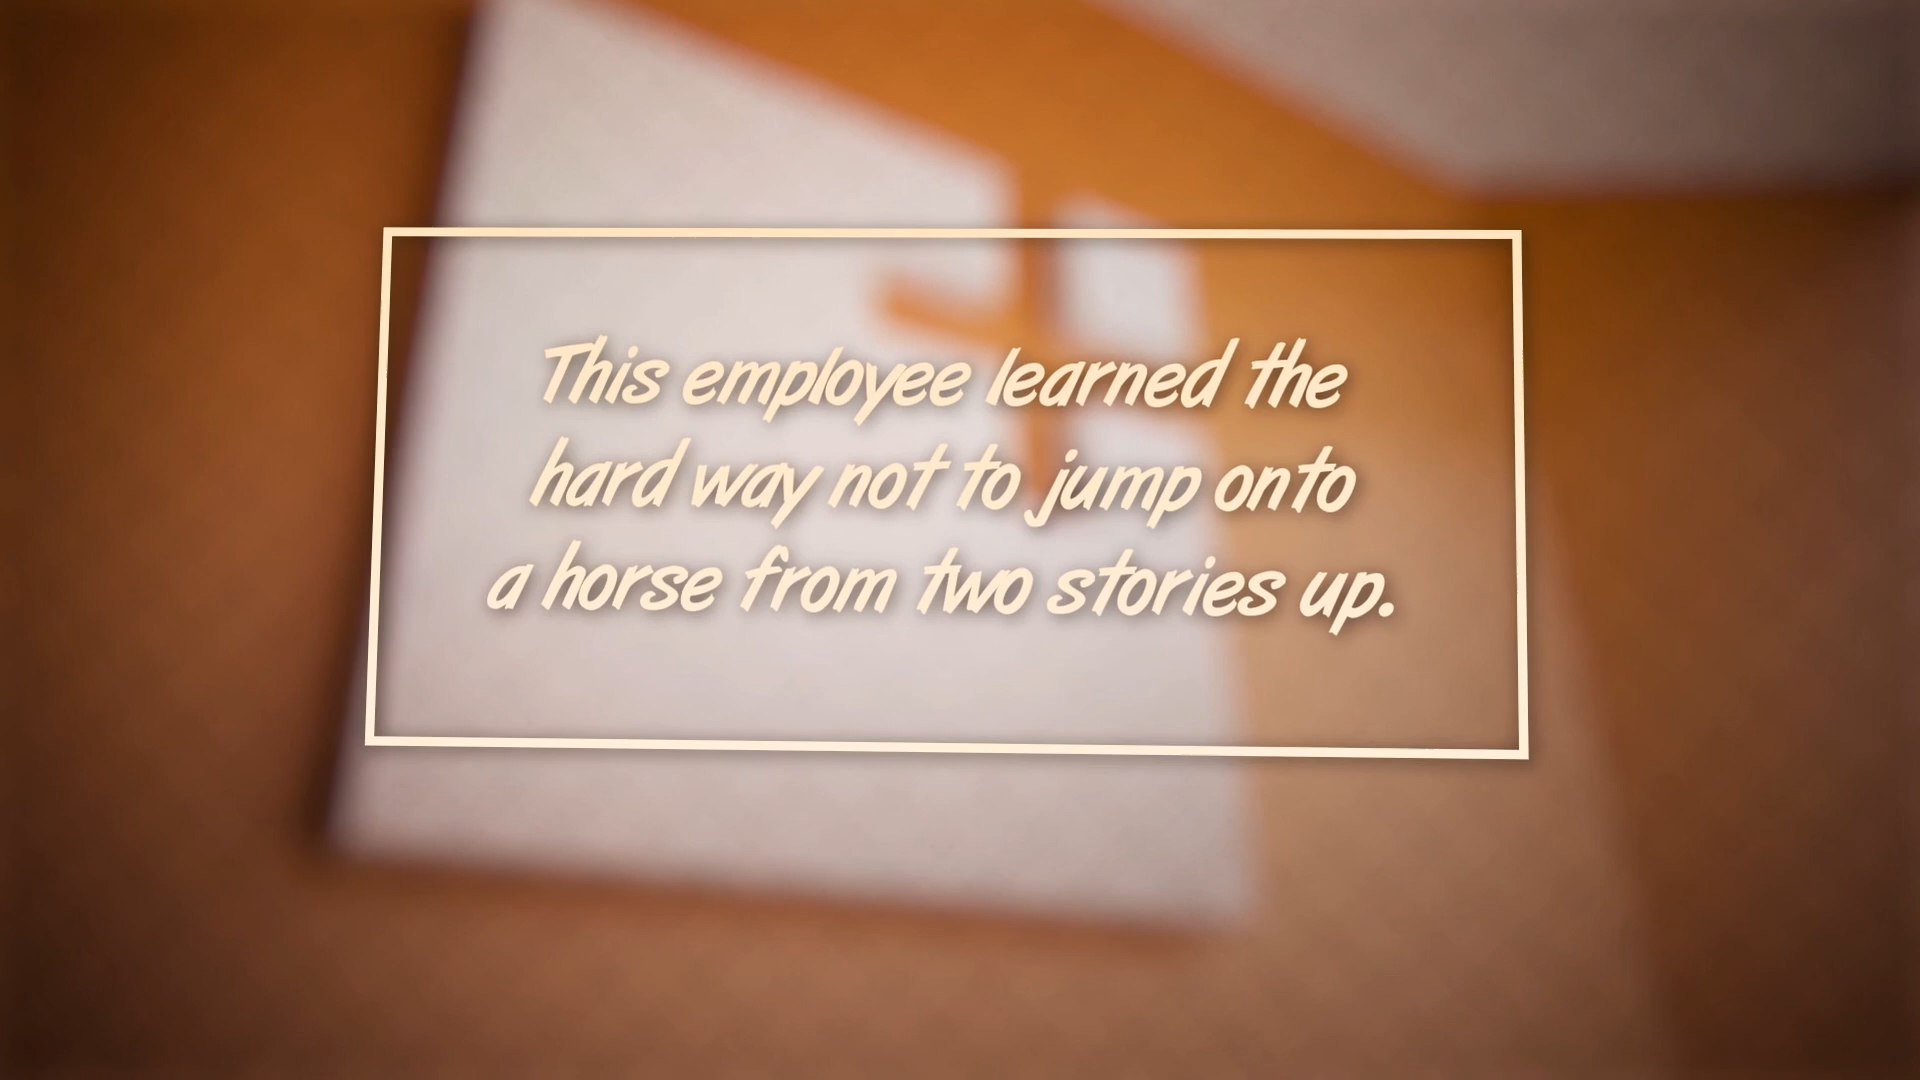 This employee learned the
hard way not to jump onto
a horse from two stories up.